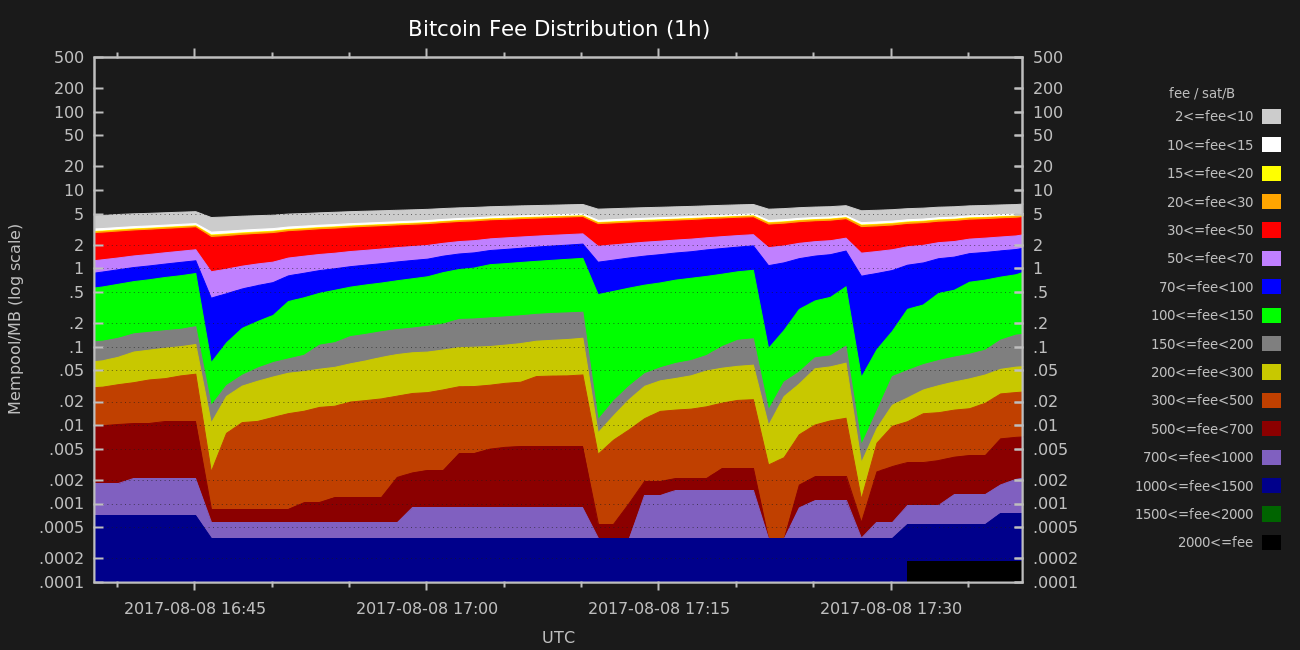 Bitcoin Fee Distribution (1h)
Mempool/MB (log scale)
500
200
100
50
20
10
5
2
1
.5
.2
.1
.05
.02
.01
.005
.002
.001
.0005
.0002
.0001
500
200
100
50
20
10
5
2
1
.5
.2
.1
.05
.02
.01
.005
.002
.001
.0005
.0002
.0001
2017-08-08 16:45
2017-08-08 17:00
2017-08-08 17:15
2017-08-08 17:30
UTC
fee / sat/B
2<=fee<10
10<=fee<15
15<=fee<20
20<=fee<30
30<=fee<50
50<=fee<70
70<=fee<100
100<=fee<150
150<=fee<200
200<=fee<300
300<=fee<500
500<=fee<700
700<=fee<1000
1000<=fee<1500
1500<=fee<2000
2000<=fee